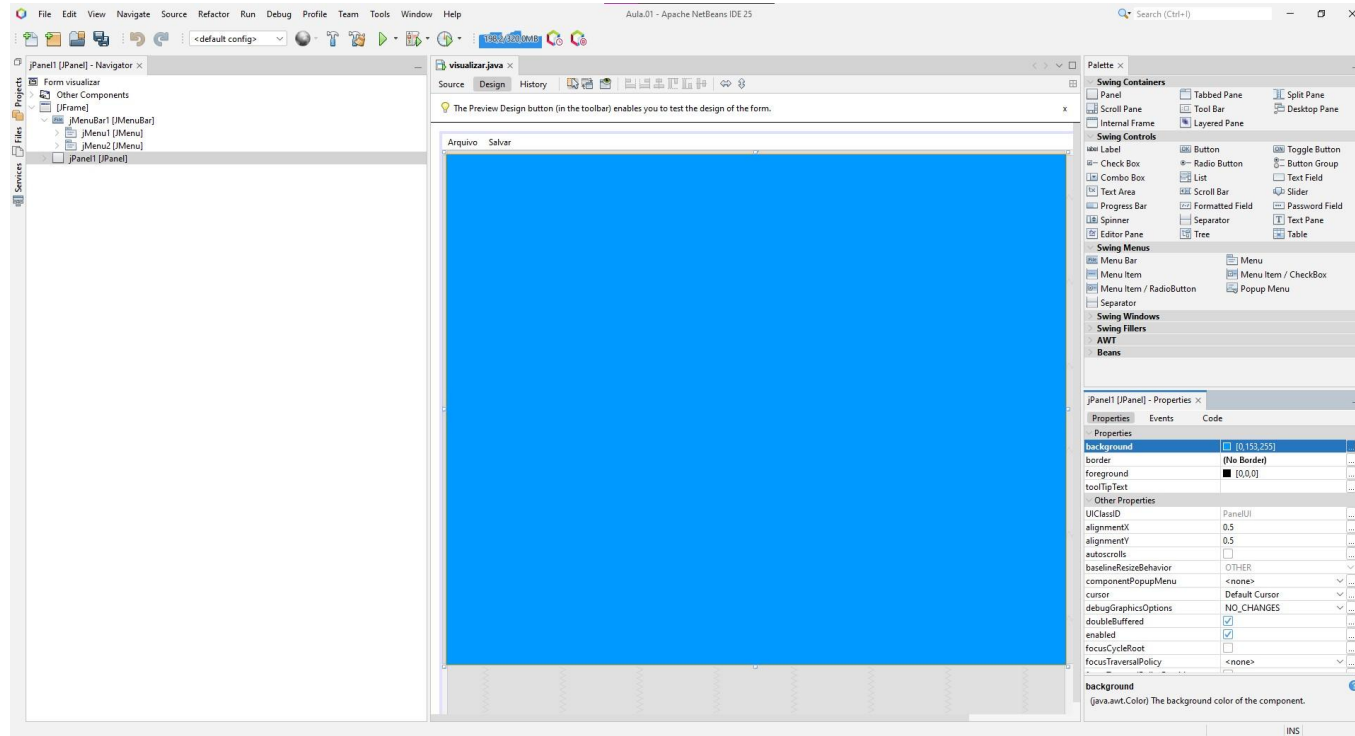 File Edit View Navigate Source Refactor Run Debug Profile Team Tools Window Help
Aula.01 - Apache NetBeans IDE 25
Search (Ctrl+I)
<default config>
jPanel1 [JPanel] - Navigator
Projects
Files
Services
Form visualizar
Other Components
[JFrame]
jMenuBar1 [JMenuBar]
jMenu1 [JMenu]
jMenu2 [JMenu]
jPanel1 [JPanel]
visualizar.java
Source Design History
The Preview Design button (in the toolbar) enables you to test the design of the form.
Arquivo Salvar
Palette
Swing Containers
Panel Tabbed Pane Split Pane
Scroll Pane Tool Bar Desktop Pane
Internal Frame Layered Pane
Swing Controls
Label Button Toggle Button
Check Box Radio Button Button Group
Combo Box List Text Field
Text Area Scroll Bar Slider
Progress Bar Formatted Field Password Field
Spinner Separator Text Pane
Editor Pane Tree Table
Swing Menus
Menu Bar Menu
Menu Item Menu Item / CheckBox
Menu Item / RadioButton Popup Menu
Separator
Swing Windows
Swing Fillers
AWT
Beans
jPanel1 [JPanel] - Properties
Properties Events Code
Properties
background [0,153,255]
border (No Border)
foreground [0,0,0]
toolTipText
Other Properties
UIClassID PanelUI
alignmentX 0.5
alignmentY 0.5
autoscrolls
baselineResizeBehavior OTHER
componentPopupMenu <none>
cursor Default Cursor
debugGraphicsOptions NO_CHANGES
doubleBuffered
enabled
focusCycleRoot
focusTraversalPolicy <none>
background
(java.awt.Color) The background color of the component.
INS